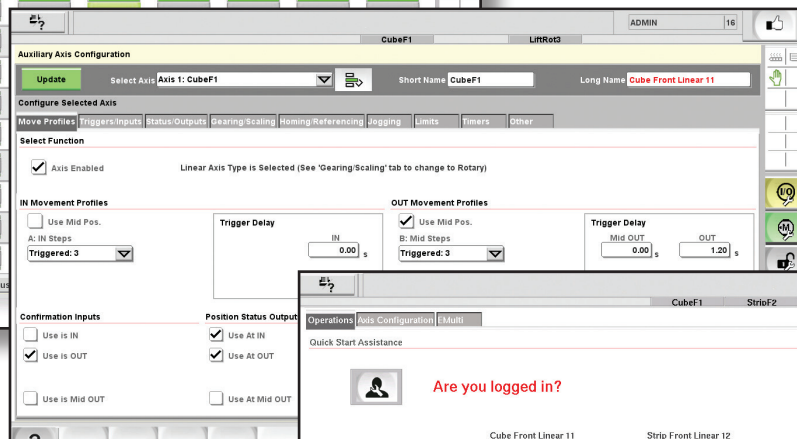 ADMIN 16
CubeF1 LiftRot3
Auxiliary Axis Configuration
Update Select Axis Axis 1: CubeF1 Short Name CubeF1 Long Name Cube Front Linear 11
Configure Selected Axis
Move Profiles Triggers/Inputs Status/Outputs Gearing/Scaling Homing/Referencing Jogging Limits Timers Other
Select Function
Axis Enabled Linear Axis Type is Selected (See 'Gearing/Scaling' tab to change to Rotary)
IN Movement Profiles OUT Movement Profiles
Use Mid Pos. Trigger Delay Use Mid Pos. Trigger Delay
A: IN Steps IN B: Mid Steps Mid OUT OUT
Triggered: 3 0.00 s Triggered: 3 0.00 s 1.20 s
Confirmation Inputs Position Status Output
Use is IN Use At IN
Use is OUT Use At OUT
Use is Mid OUT Use At Mid OUT
I/O
M
us
?
?
?
CubeF1 StripF2
Operations Axis Configuration EMulti
Quick Start Assistance
Are you logged in?
Cube Front Linear 11 Strip Front Linear 12